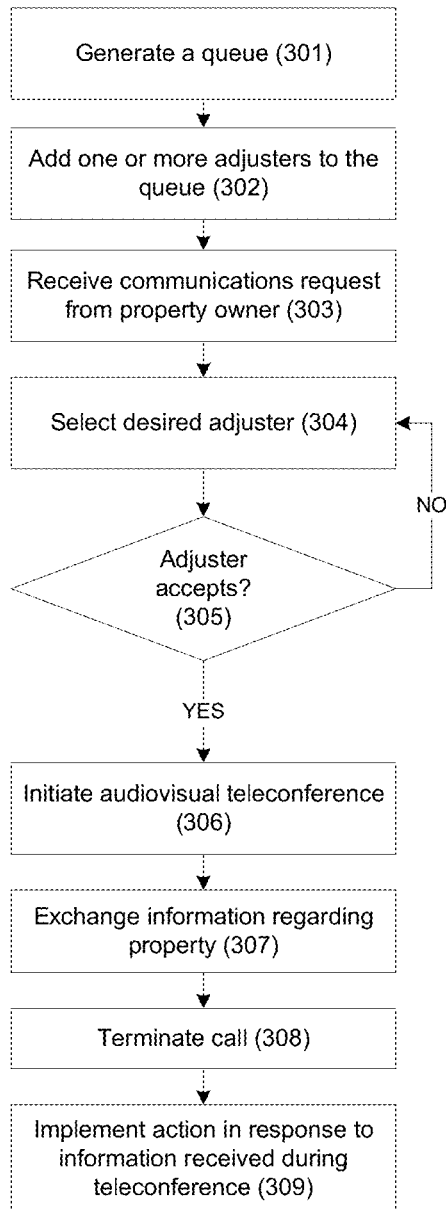 Generate a queue (301)
Add one or more adjusters to the
queue (302)
Receive communications request
from property owner (303)
Select desired adjuster (304)
NO
Adjuster
accepts?
(305)
YES
Initiate audiovisual teleconference
(306)
Exchange information regarding
property (307)
Terminate call (308)
Implement action in response to
information received during
teleconference (309)